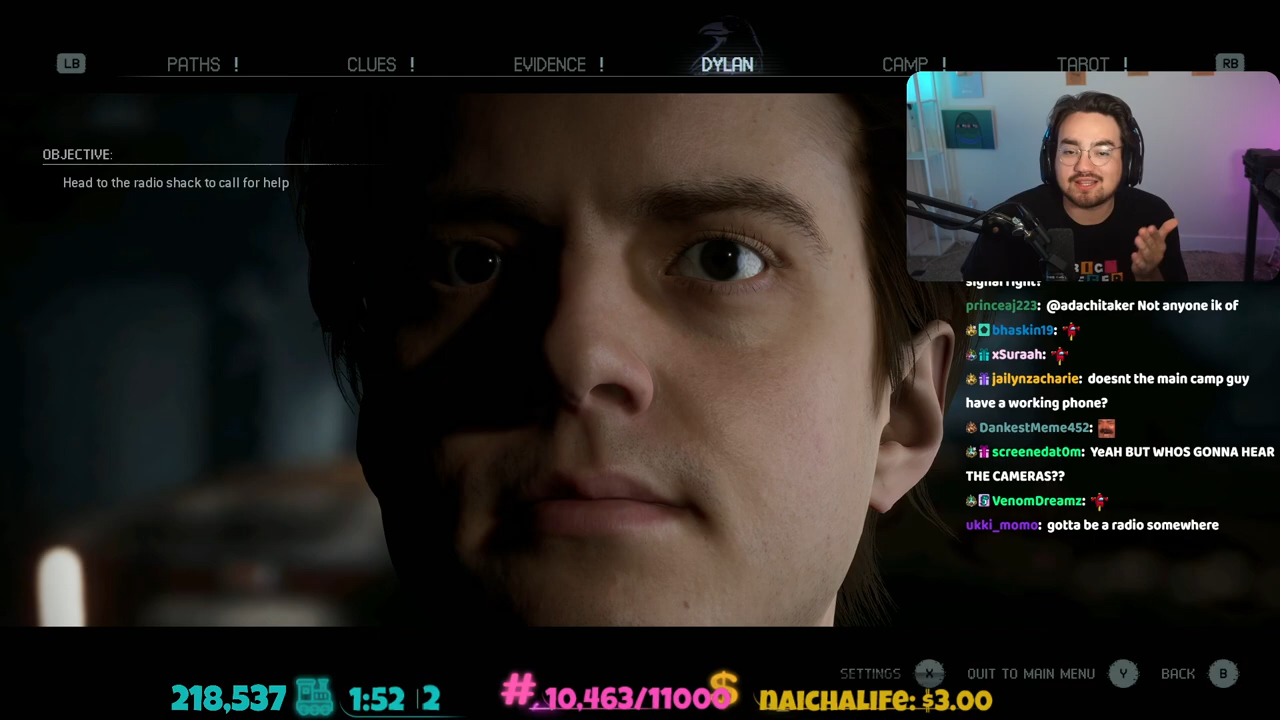 LB PATHS ! CLUES ! EVIDENCE ! DYLAN CAMP ! TAROT ! RB
OBJECTIVE:
Head to the radio shack to call for help
signal right?
princeaj223: @adachitaker Not anyone ik of
bhaskin19:
xSuraah:
jailynzacharie: doesnt the main camp guy
have a working phone?
DankestMeme452:
screenedat0m: YeAH BUT WHOS GONNA HEAR
THE CAMERAS??
VenomDreamz:
ukki_momo: gotta be a radio somewhere
SETTINGS X QUIT TO MAIN MENU Y BACK B
218,537 1:52 | 2 # 10,463/11000 $ NAICHALIFE: $3.00